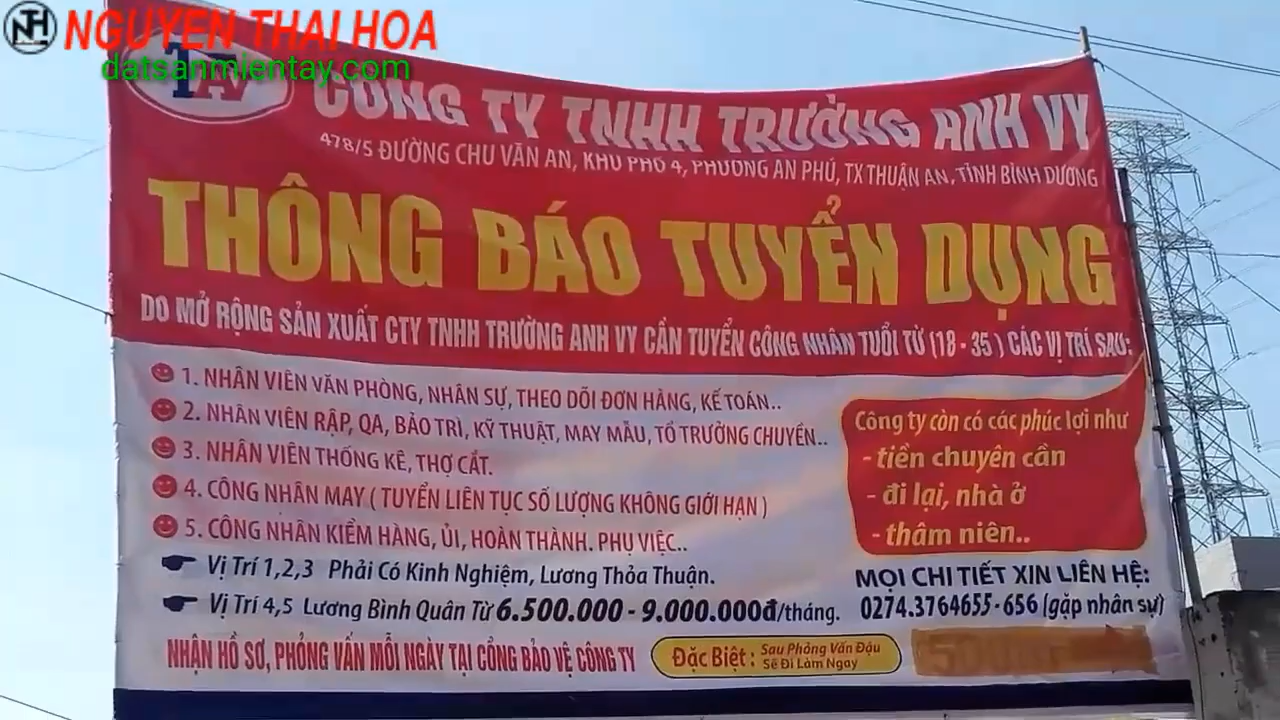 NTH NGUYEN THAI HOA
datsanmientay.com
TAV
CÔNG TY TNHH TRƯỜNG ANH VY
478/5 ĐƯỜNG CHU VĂN AN, KHU PHỐ 4, PHƯỜNG AN PHÚ, TX THUẬN AN, TỈNH BÌNH DƯƠNG
THÔNG BÁO TUYỂN DỤNG
DO MỞ RỘNG SẢN XUẤT CTY TNHH TRƯỜNG ANH VY CẦN TUYỂN CÔNG NHÂN TUỔI TỪ (18 - 35 ) CÁC VỊ TRÍ SAU:
1. NHÂN VIÊN VĂN PHÒNG, NHÂN SỰ, THEO DÕI ĐƠN HÀNG, KẾ TOÁN..
2. NHÂN VIÊN RẬP, QA, BẢO TRÌ, KỸ THUẬT, MAY MẪU, TỔ TRƯỞNG CHUYỀN..
3. NHÂN VIÊN THỐNG KÊ, THỢ CẮT.
4. CÔNG NHÂN MAY ( TUYỂN LIÊN TỤC SỐ LƯỢNG KHÔNG GIỚI HẠN )
5. CÔNG NHÂN KIỂM HÀNG, ỦI, HOÀN THÀNH. PHỤ VIỆC..
Vị Trí 1,2,3 Phải Có Kinh Nghiệm, Lương Thỏa Thuận.
Vị Trí 4,5 Lương Bình Quân Từ 6.500.000 - 9.000.000đ/tháng.
Công ty còn có các phúc lợi như
- tiền chuyên cần
- đi lại, nhà ở
- thâm niên..
MỌI CHI TIẾT XIN LIÊN HỆ:
0274.3764655 - 656 (gặp nhân sự)
NHẬN HỒ SƠ, PHỎNG VẤN MỖI NGÀY TẠI CỔNG BẢO VỆ CÔNG TY
Đặc Biệt : Sau Phỏng Vấn Đậu
Sẽ Đi Làm Ngay